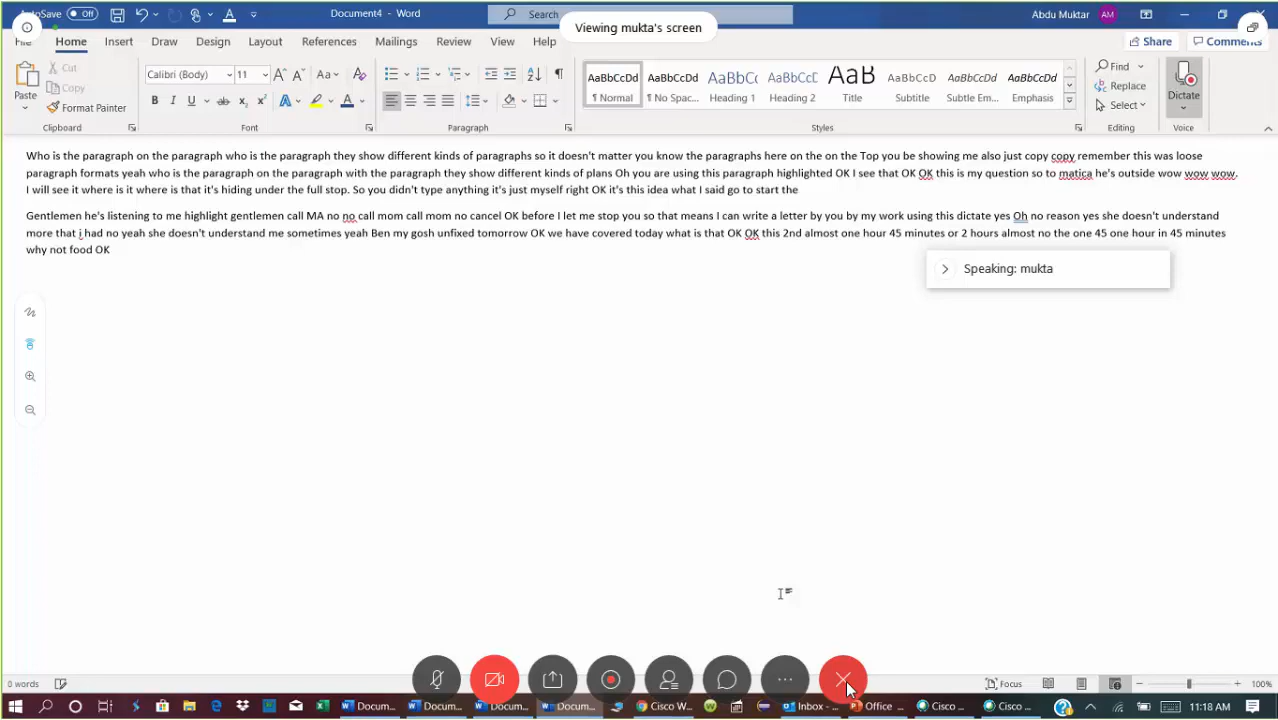 AutoSave Off
Document4 - Word
Search
Abdu Muktar AM
Viewing mukta's screen
File Home Insert Draw Design Layout References Mailings Review View Help
Share Comments
Paste
Cut
Copy
Format Painter
Calibri (Body) 11
AaBbCcDd AaBbCcDd AaBbC( AaBbCcC AaB AaBbCcD AaBbCcDd AaBbCcDd
¶ Normal ¶ No Spac... Heading 1 Heading 2 Title Subtitle Subtle Em... Emphasis
Find
Replace
Select
Dictate
Clipboard Font Paragraph Styles Editing Voice
Who is the paragraph on the paragraph who is the paragraph they show different kinds of paragraphs so it doesn't matter you know the paragraphs here on the on the Top you be showing me also just copy copy remember this was loose
paragraph formats yeah who is the paragraph on the paragraph with the paragraph they show different kinds of plans Oh you are using this paragraph highlighted OK I see that OK OK this is my question so to matica he's outside wow wow wow.
I will see it where is it where is that it's hiding under the full stop. So you didn't type anything it's just myself right OK it's this idea what I said go to start the
Gentlemen he's listening to me highlight gentlemen call MA no no call mom call mom no cancel OK before I let me stop you so that means I can write a letter by you by my work using this dictate yes Oh no reason yes she doesn't understand
more that i had no yeah she doesn't understand me sometimes yeah Ben my gosh unfixed tomorrow OK we have covered today what is that OK OK this 2nd almost one hour 45 minutes or 2 hours almost no the one 45 one hour in 45 minutes
why not food OK
Speaking: mukta
0 words
Focus
100%
Docum... Docum... Docum... Docum... Cisco W... Inbox - ... Office ... Cisco ... Cisco ...
11:18 AM